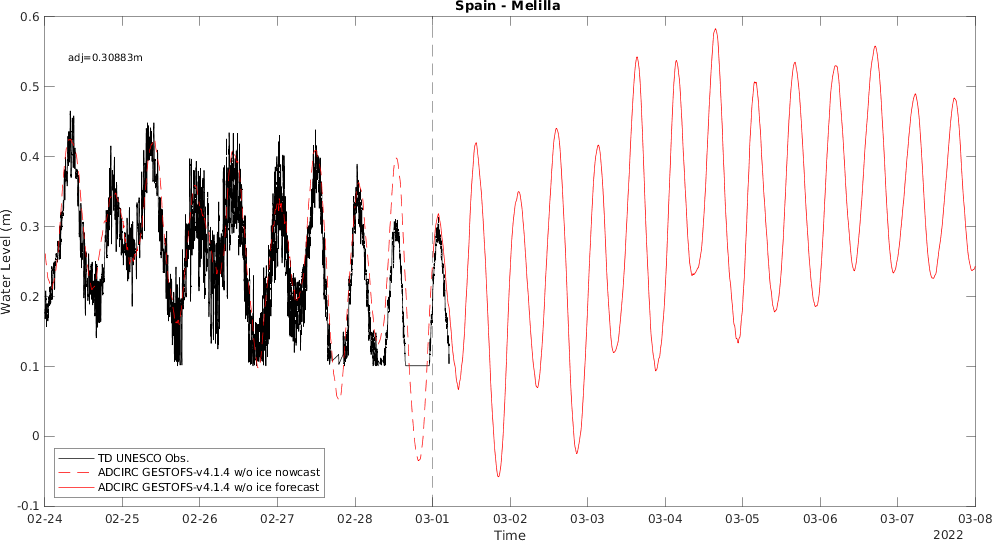 Spain - Melilla
adj=0.30883m
Water Level (m)
0.6
0.5
0.4
0.3
0.2
0.1
0
-0.1
TD UNESCO Obs.
ADCIRC GESTOFS-v4.1.4 w/o ice nowcast
ADCIRC GESTOFS-v4.1.4 w/o ice forecast
02-24 02-25 02-26 02-27 02-28 03-01 03-02 03-03 03-04 03-05 03-06 03-07 03-08
Time
2022